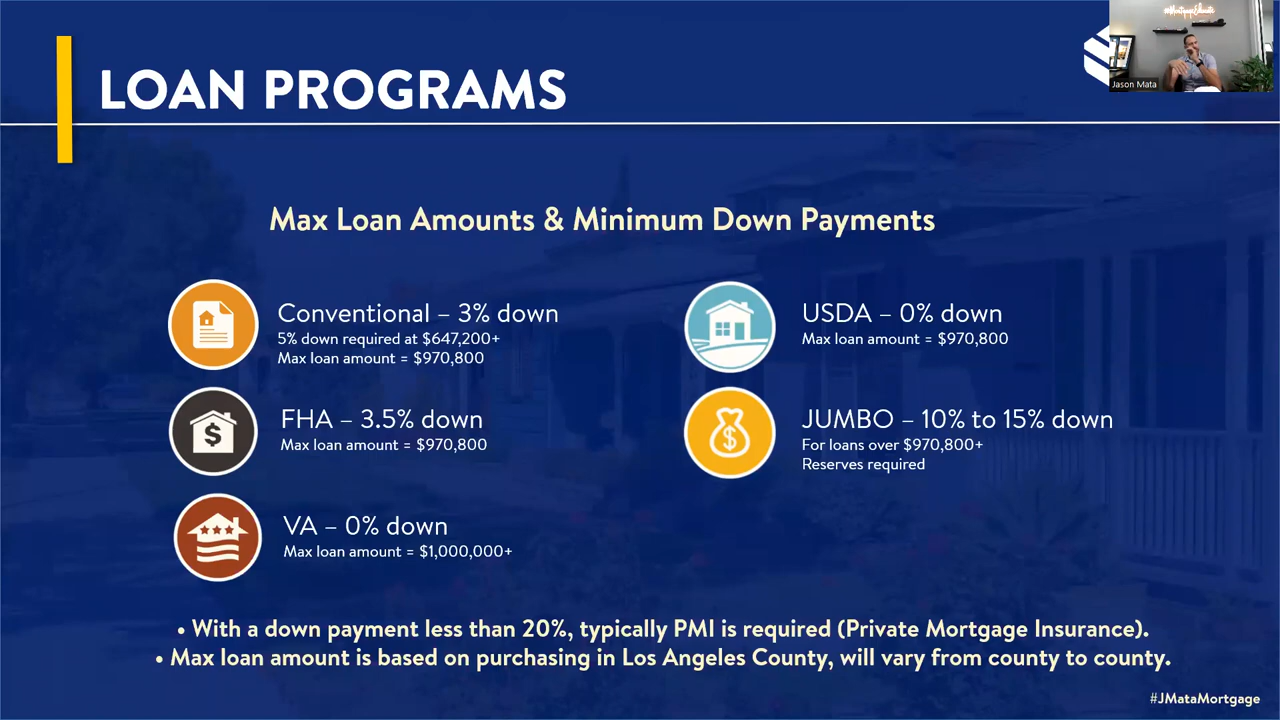 LOAN PROGRAMS
#MortgageEducate
Jason Mata
Max Loan Amounts & Minimum Down Payments
Conventional – 3% down
5% down required at $647,200+
Max loan amount = $970,800
FHA – 3.5% down
Max loan amount = $970,800
VA – 0% down
Max loan amount = $1,000,000+
USDA – 0% down
Max loan amount = $970,800
JUMBO – 10% to 15% down
For loans over $970,800+
Reserves required
• With a down payment less than 20%, typically PMI is required (Private Mortgage Insurance).
• Max loan amount is based on purchasing in Los Angeles County, will vary from county to county.
#JMataMortgage